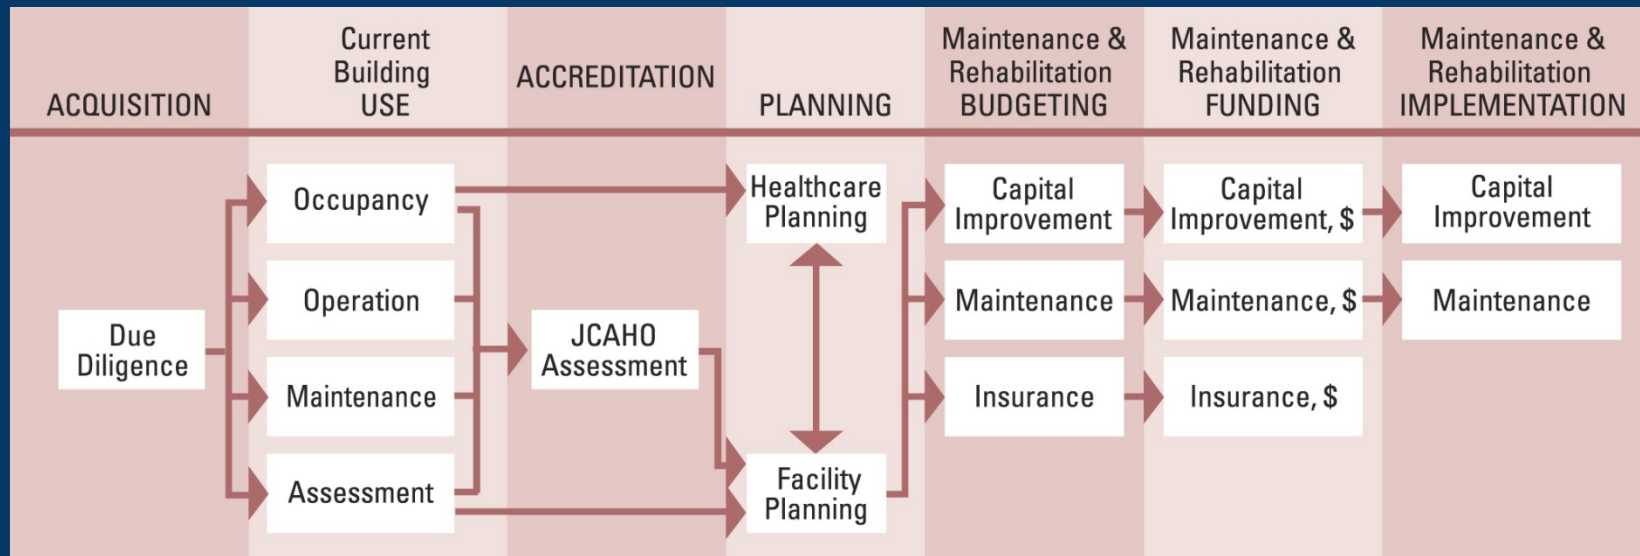 ACQUISITION
Current
Building
USE
ACCREDITATION
PLANNING
Maintenance &
Rehabilitation
BUDGETING
Maintenance &
Rehabilitation
FUNDING
Maintenance &
Rehabilitation
IMPLEMENTATION
Due
Diligence
Occupancy
Operation
Maintenance
Assessment
JCAHO
Assessment
Healthcare
Planning
Facility
Planning
Capital
Improvement
Maintenance
Insurance
Capital
Improvement, $
Maintenance, $
Insurance, $
Capital
Improvement
Maintenance